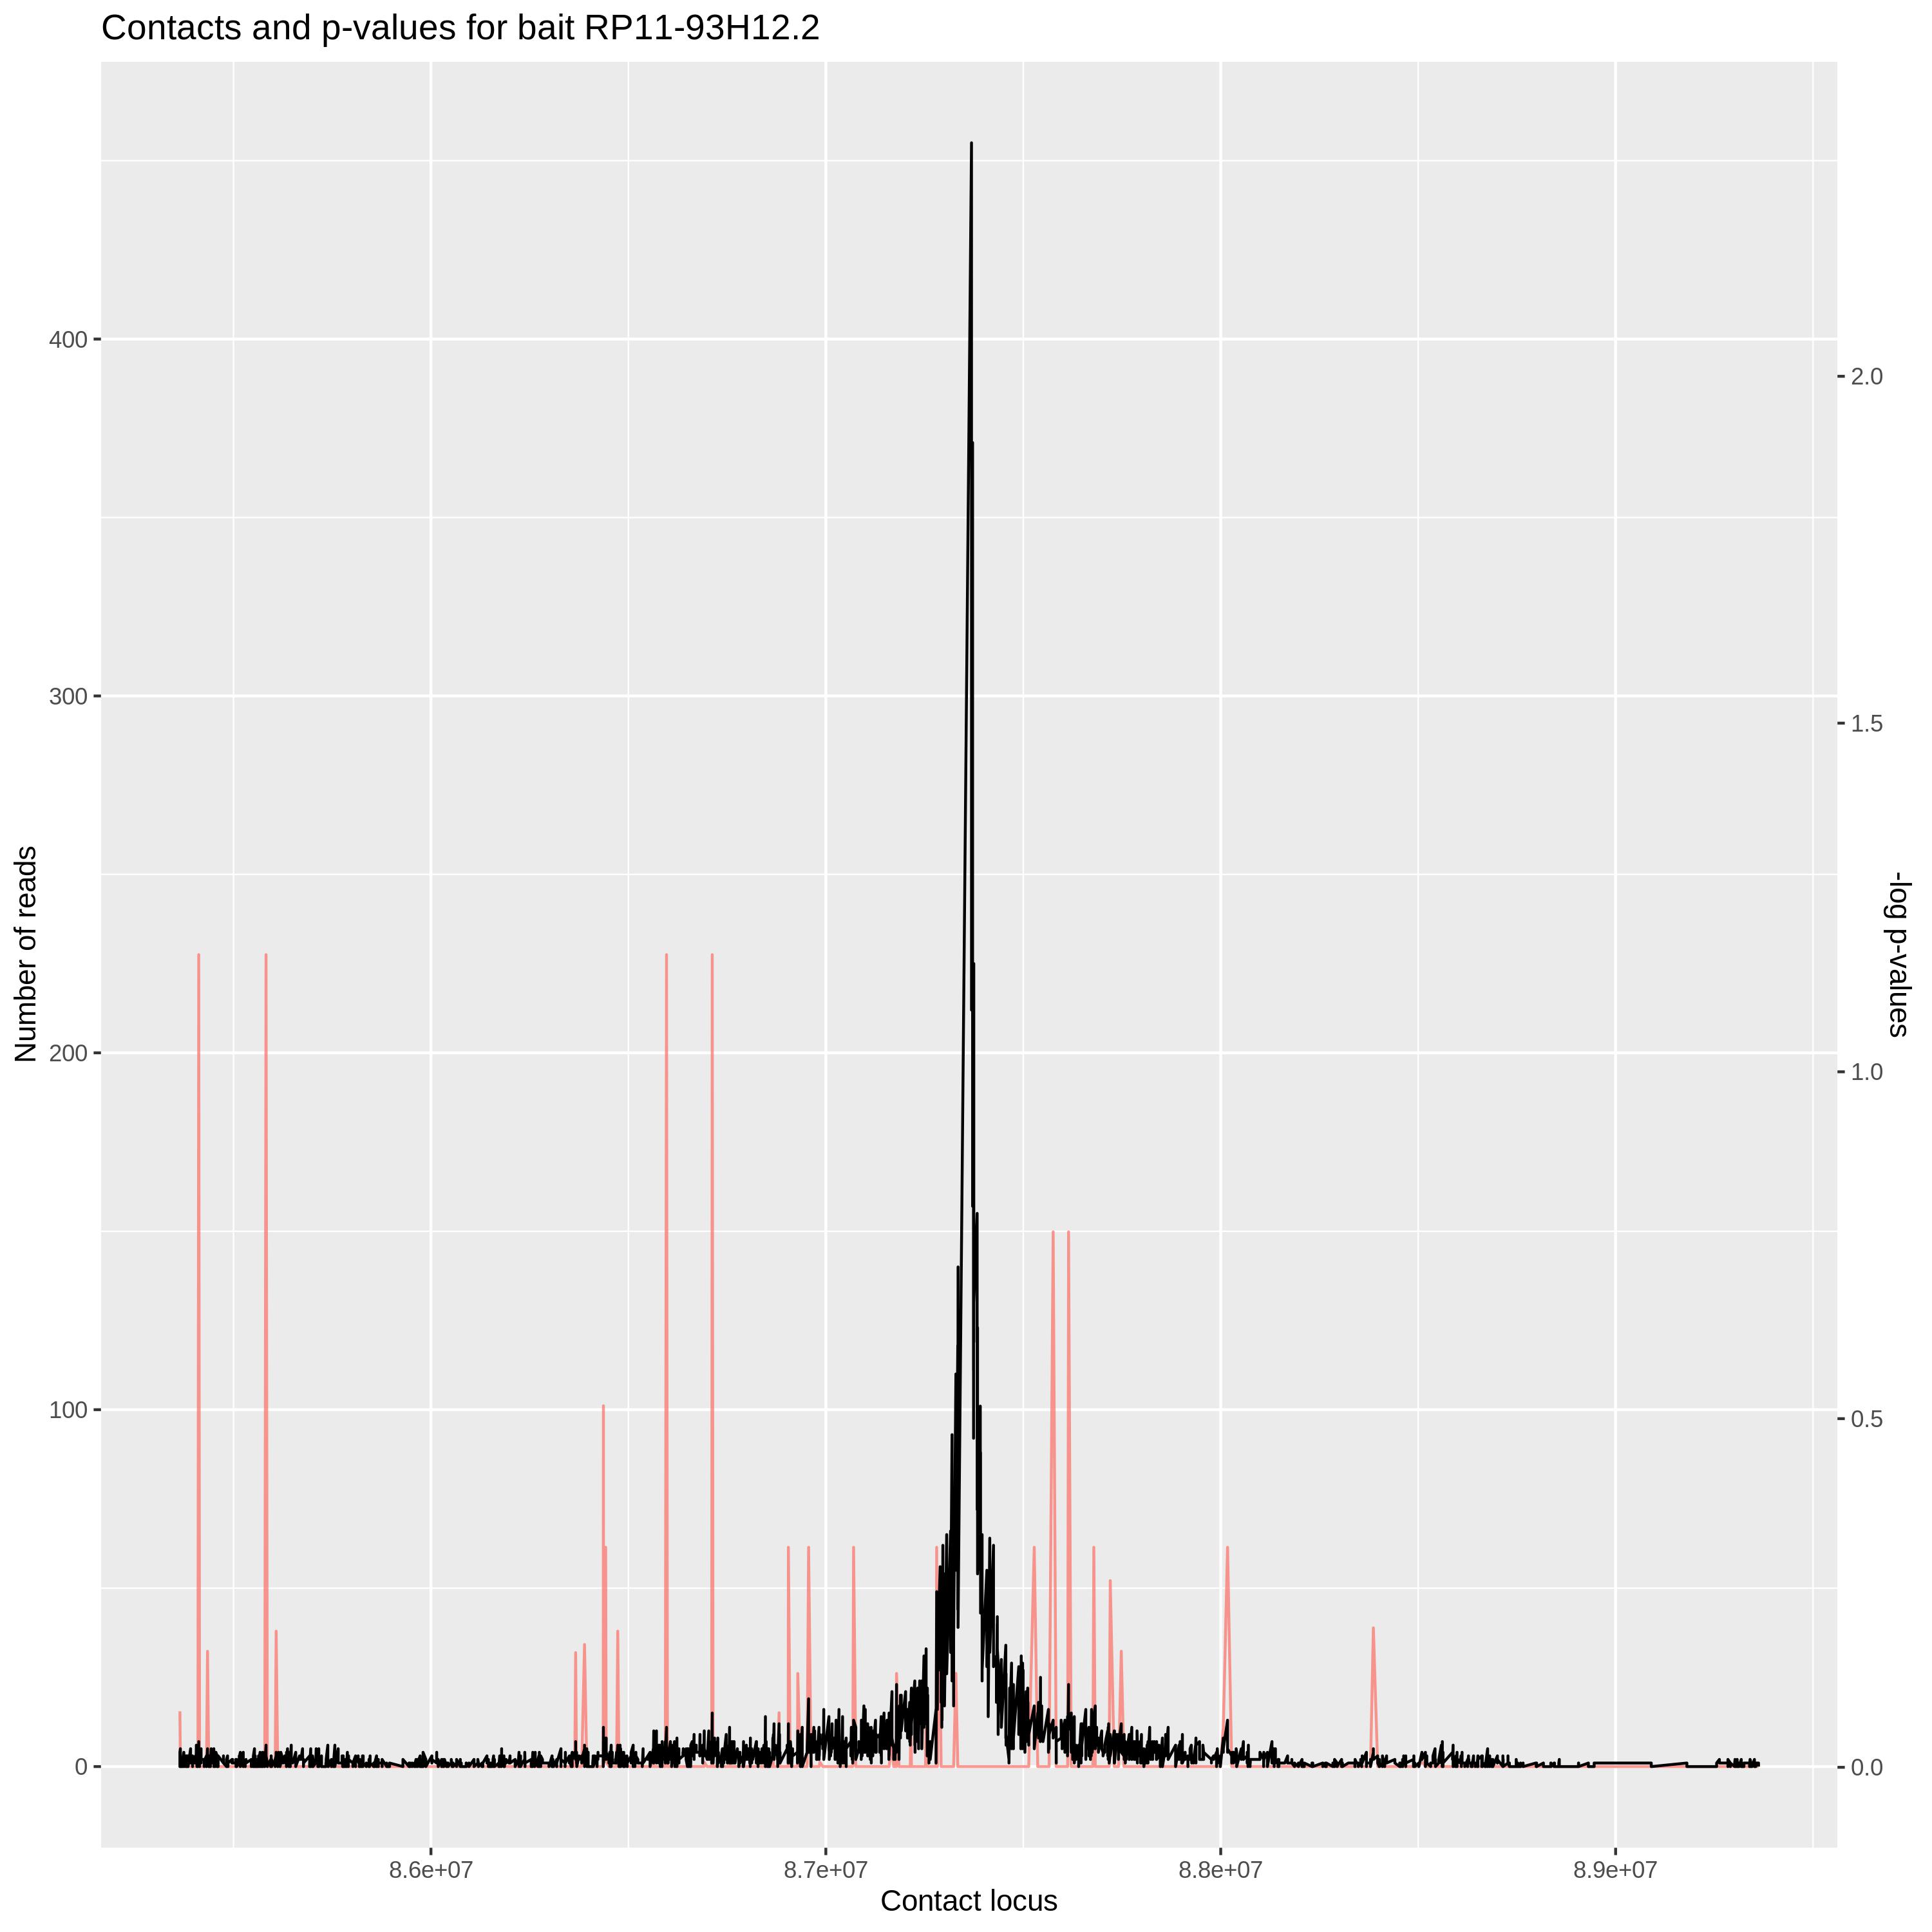 Contacts and p-values for bait RP11-93H12.2
Number of reads
400
300
200
100
0
2.0
1.5
1.0
0.5
0.0
-log p-values
8.6e+07
8.7e+07
8.8e+07
8.9e+07
Contact locus